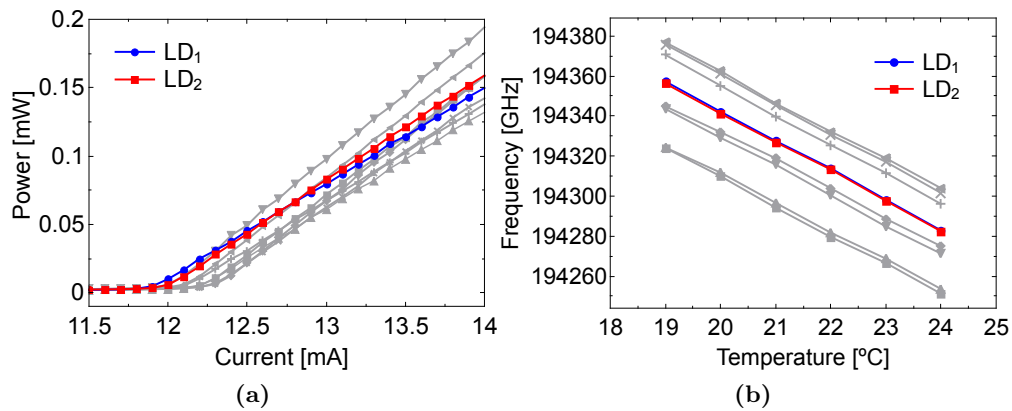 0.2
0.15
0.1
0.05
0
Power [mW]
LD₁
LD₂
11.5 12 12.5 13 13.5 14
Current [mA]
(a)
194380
194360
194340
194320
194300
194280
194260
Frequency [GHz]
LD₁
LD₂
18 19 20 21 22 23 24 25
Temperature [ºC]
(b)